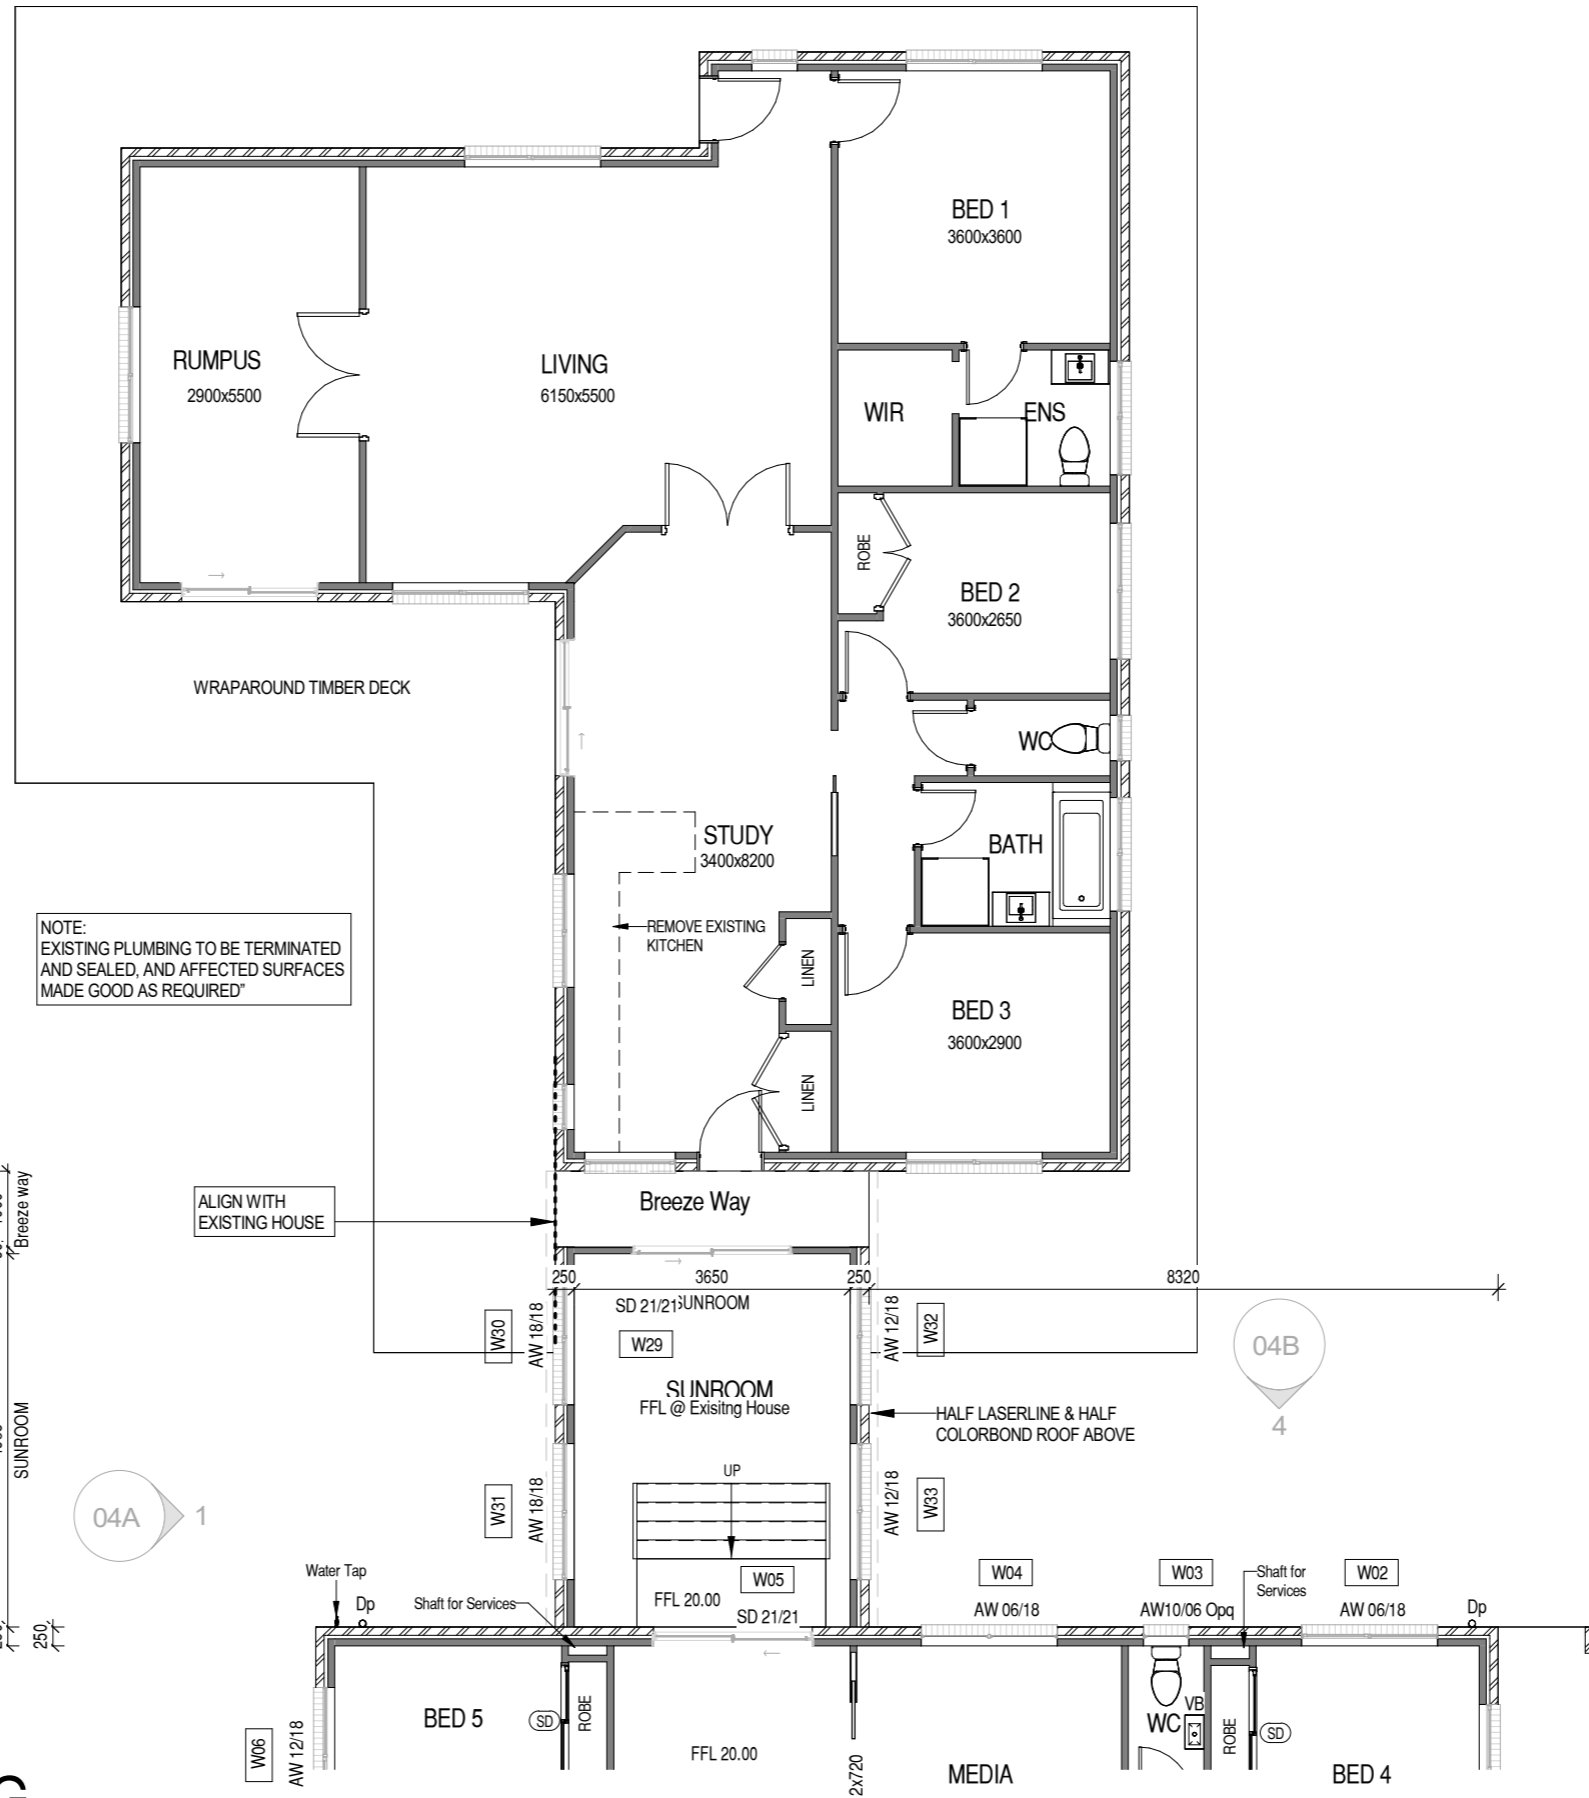 BED 1
3600x3600
RUMPUS
2900x5500
LIVING
6150x5500
WIR
ENS
ROBE
BED 2
3600x2650
WRAPAROUND TIMBER DECK
WC
STUDY
3400x8200
BATH
NOTE:
EXISTING PLUMBING TO BE TERMINATED
AND SEALED, AND AFFECTED SURFACES
MADE GOOD AS REQUIRED”
REMOVE EXISTING
KITCHEN
LINEN
BED 3
3600x2900
LINEN
Breeze way
ALIGN WITH
EXISTING HOUSE
Breeze Way
250
3650
250
8320
SD 21/21
SUNROOM
W30
AW 18/18
W29
AW 12/18
W32
04B
4
SUNROOM
FFL @ Exisitng House
HALF LASERLINE & HALF
COLORBOND ROOF ABOVE
SUNROOM
UP
04A
1
W31
AW 18/18
AW 12/18
W33
Water Tap
Dp
Shaft for Services
W05
FFL 20.00
SD 21/21
W04
AW 06/18
W03
AW10/06 Opq
Shaft for
Services
W02
AW 06/18
Dp
250
BED 5
SD
ROBE
W06
AW 12/18
FFL 20.00
2x720
MEDIA
WC
VB
ROBE
SD
BED 4